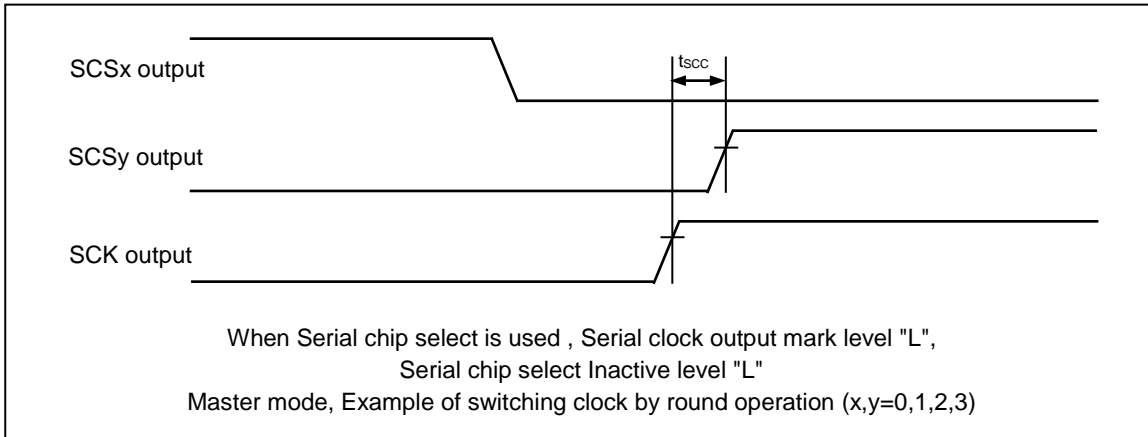 SCSx output
tSCC
SCSy output
SCK output
When Serial chip select is used , Serial clock output mark level "L",
Serial chip select Inactive level "L"
Master mode, Example of switching clock by round operation (x,y=0,1,2,3)